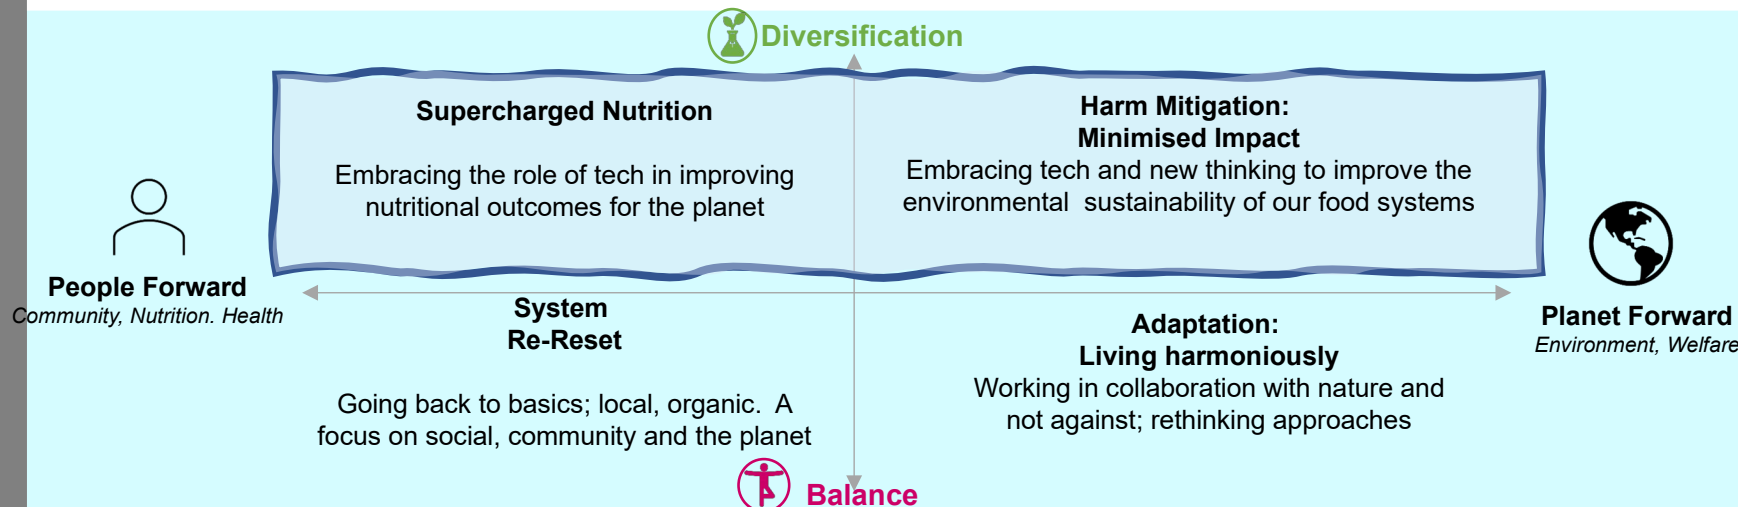 Diversification
Supercharged Nutrition
Embracing the role of tech in improving
nutritional outcomes for the planet
Harm Mitigation:
Minimised Impact
Embracing tech and new thinking to improve the
environmental  sustainability of our food systems
People Forward
Community, Nutrition. Health
Planet Forward
Environment, Welfare
System
Re-Reset
Going back to basics; local, organic.  A
focus on social, community and the planet
Adaptation:
Living harmoniously
Working in collaboration with nature and
not against; rethinking approaches
Balance